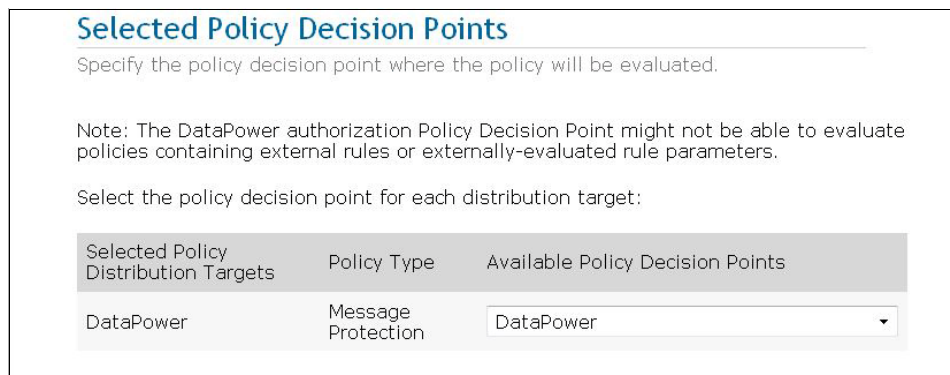 Selected Policy Decision Points
Specify the policy decision point where the policy will be evaluated.
Note: The DataPower authorization Policy Decision Point might not be able to evaluate
policies containing external rules or externally-evaluated rule parameters.
Select the policy decision point for each distribution target:
Selected Policy
Distribution Targets
Policy Type
Available Policy Decision Points
DataPower
Message
Protection
DataPower